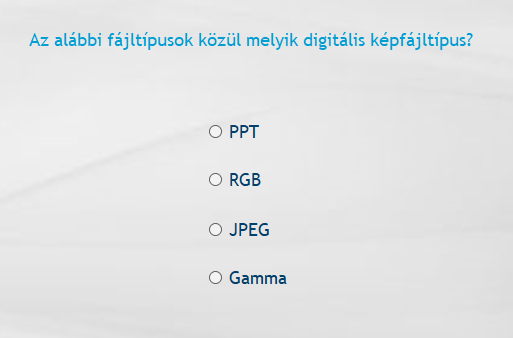 Az alábbi fájltípusok közül melyik digitális képfájltípus?
PPT
RGB
JPEG
Gamma